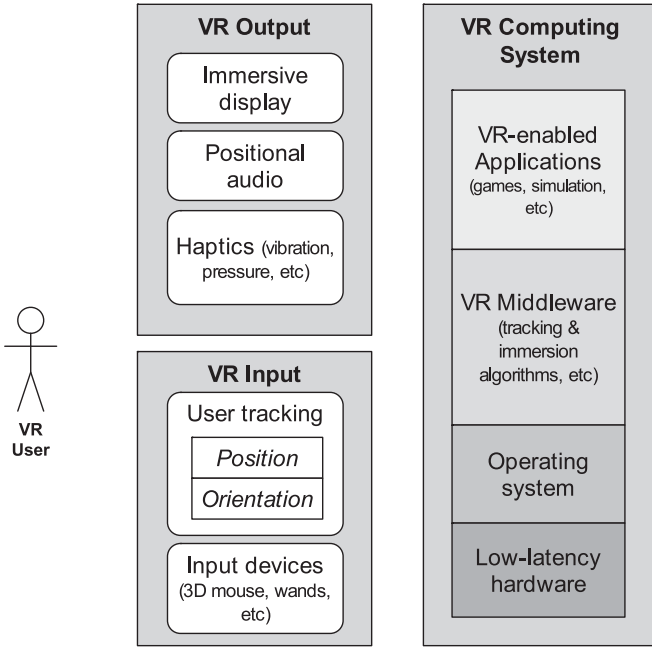 VR Output
Immersive
display
Positional
audio
Haptics (vibration,
pressure, etc)
VR
User
VR Input
User tracking
Position
Orientation
Input devices
(3D mouse, wands,
etc)
VR Computing
System
VR-enabled
Applications
(games, simulation,
etc)
VR Middleware
(tracking &
immersion
algorithms, etc)
Operating
system
Low-latency
hardware